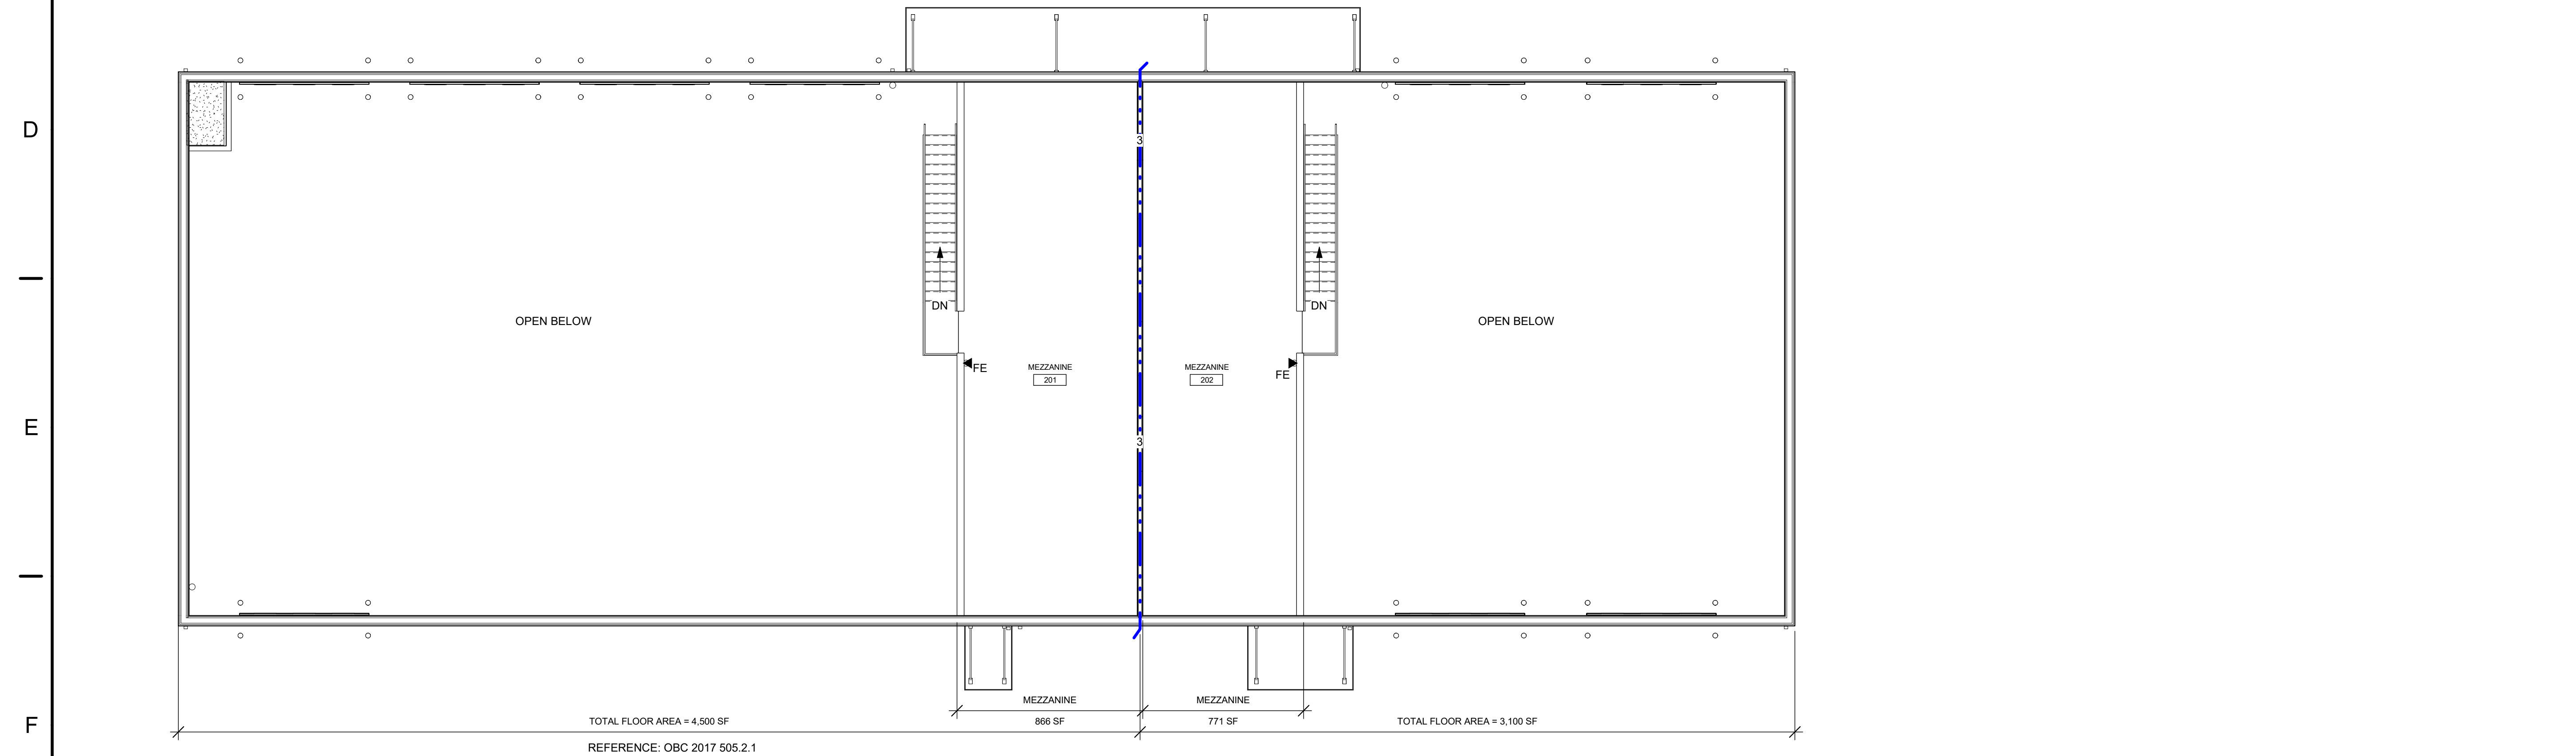 D
3
DN
DN
OPEN BELOW
OPEN BELOW
FE
MEZZANINE
201
MEZZANINE
202
FE
E
3
MEZZANINE
MEZZANINE
F
TOTAL FLOOR AREA = 4,500 SF
866 SF
771 SF
TOTAL FLOOR AREA = 3,100 SF
REFERENCE: OBC 2017 505.2.1